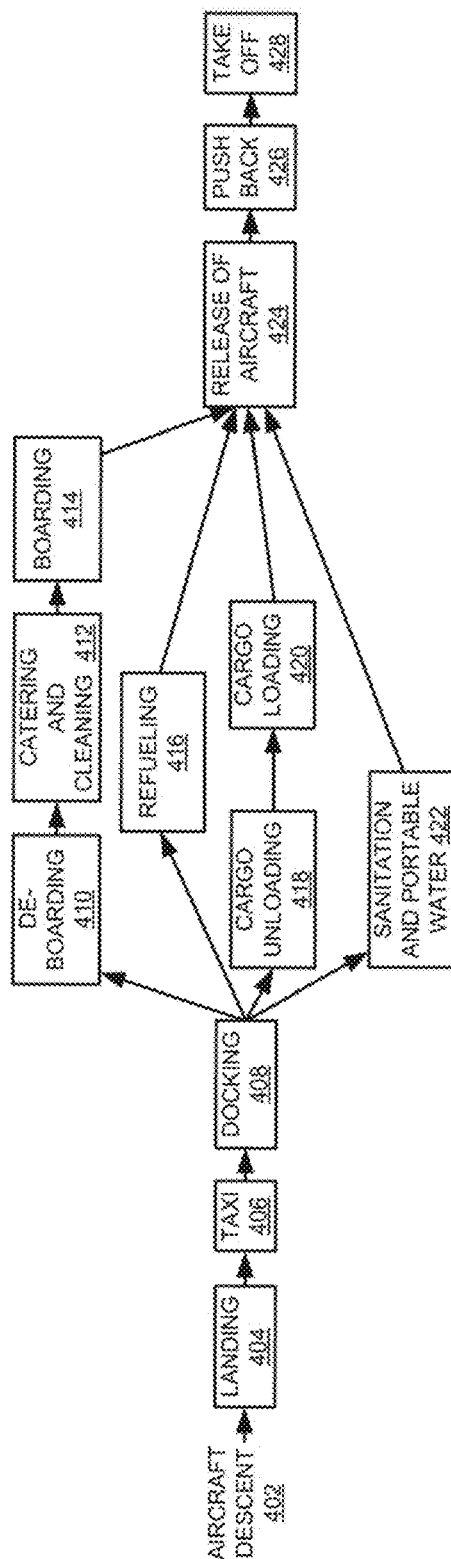 AIRCRAFT
DESCENT
402
LANDING
404
TAXI
406
DOCKING
408
DE-
BOARDING
410
CATERING
AND
CLEANING 412
BOARDING
414
REFUELING
416
CARGO
UNLOADING
418
CARGO
LOADING
420
SANITATION
AND PORTABLE
WATER 422
RELEASE OF
AIRCRAFT
424
PUSH
BACK
426
TAKE
OFF
428